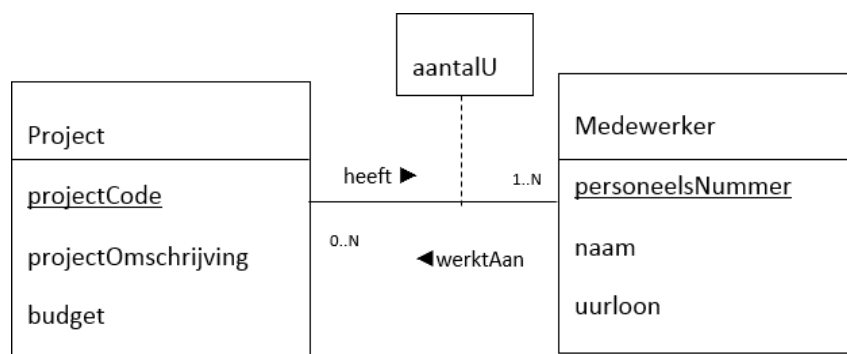 aantalU
Project
projectCode
projectOmschrijving
budget
heeft ►
1..N
0..N
◄werktAan
Medewerker
personeelsNummer
naam
uurloon